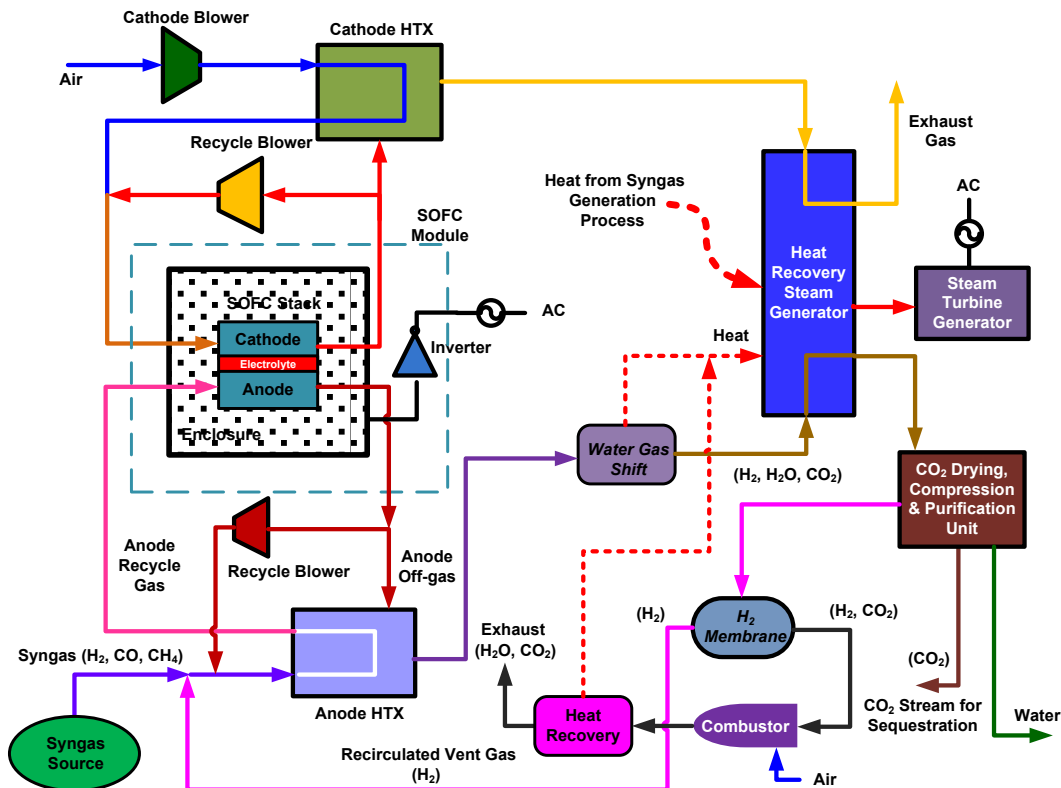 Cathode Blower
Cathode HTX
Air
Recycle Blower
Exhaust
Gas
Heat from Syngas
Generation
Process
AC
SOFC
Module
Heat
Recovery
Steam
Generator
Steam
Turbine
Generator
SOFC Stack
Cathode
Electrolyte
Anode
Enclosure
AC
Inverter
Heat
Water Gas
Shift
(H₂, H₂O, CO₂)
CO₂ Drying,
Compression
& Purification
Unit
Anode
Recycle
Gas
Recycle Blower
Anode
Off-gas
Syngas (H₂, CO, CH₄)
Anode HTX
Syngas
Source
Exhaust
(H₂O, CO₂)
(H₂)
H₂
Membrane
(H₂, CO₂)
(CO₂)
CO₂ Stream for
Sequestration
Water
Heat
Recovery
Combustor
Recirculated Vent Gas
(H₂)
Air